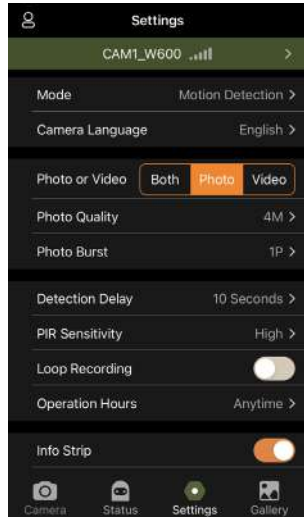 Settings
CAM1_W600
Mode Motion Detection >
Camera Language English >
Photo or Video Both Photo Video
Photo Quality 4M >
Photo Burst 1P >
Detection Delay 10 Seconds >
PIR Sensitivity High >
Loop Recording
Operation Hours Anytime >
Info Strip
Camera Status Settings Gallery